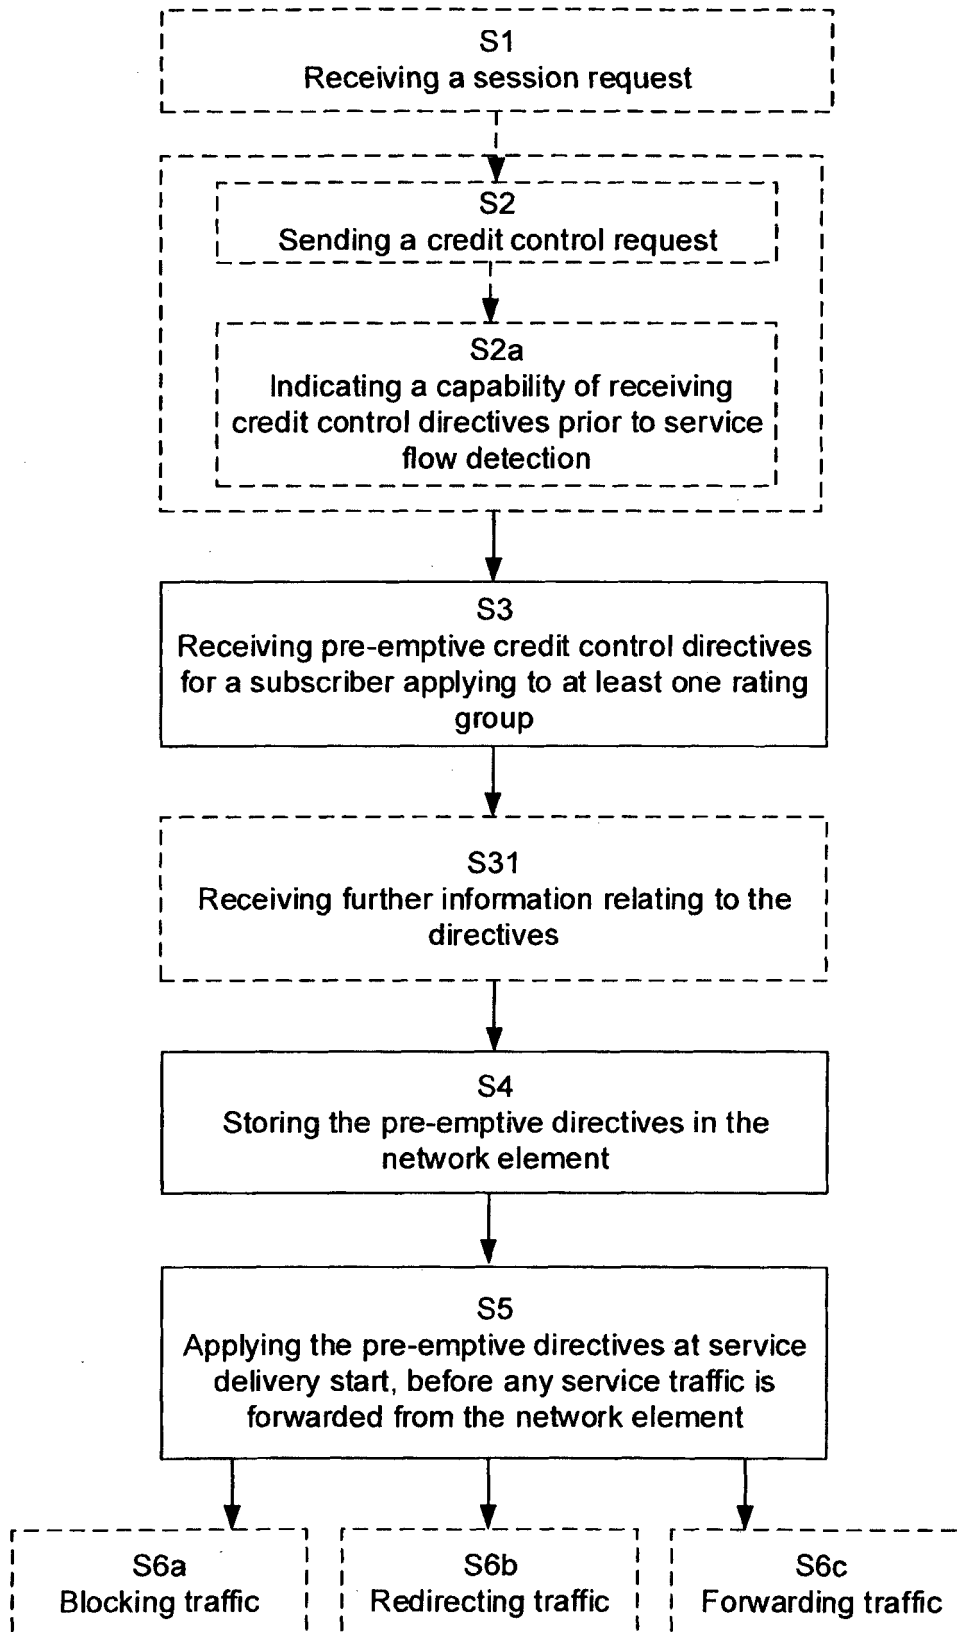 S1
Receiving a session request
S2
Sending a credit control request
S2a
Indicating a capability of receiving
credit control directives prior to service
flow detection
S3
Receiving pre-emptive credit control directives
for a subscriber applying to at least one rating
group
S31
Receiving further information relating to the
directives
S4
Storing the pre-emptive directives in the
network element
S5
Applying the pre-emptive directives at service
delivery start, before any service traffic is
forwarded from the network element
S6a
Blocking traffic
S6b
Redirecting traffic
S6c
Forwarding traffic